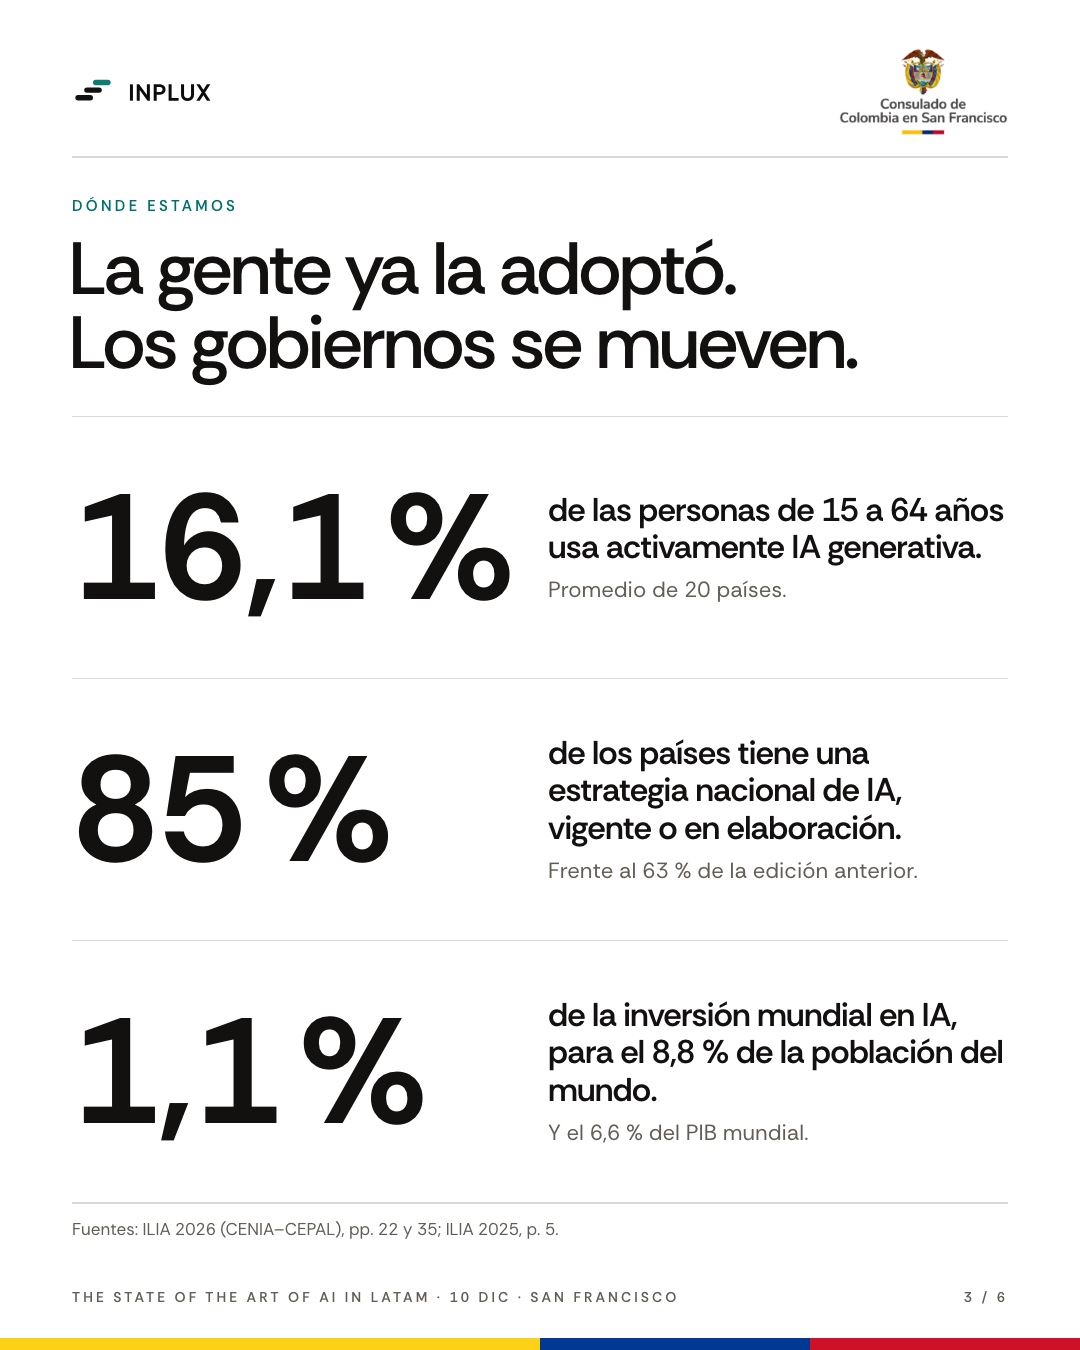 INPLUX
Consulado de
Colombia en San Francisco
DÓNDE ESTAMOS
La gente ya la adoptó.
Los gobiernos se mueven.
16,1 %
de las personas de 15 a 64 años
usa activamente IA generativa.
Promedio de 20 países.
85 %
de los países tiene una
estrategia nacional de IA,
vigente o en elaboración.
Frente al 63 % de la edición anterior.
1,1 %
de la inversión mundial en IA,
para el 8,8 % de la población del
mundo.
Y el 6,6 % del PIB mundial.
Fuentes: ILIA 2026 (CENIA–CEPAL), pp. 22 y 35; ILIA 2025, p. 5.
THE STATE OF THE ART OF AI IN LATAM · 10 DIC · SAN FRANCISCO
3 / 6